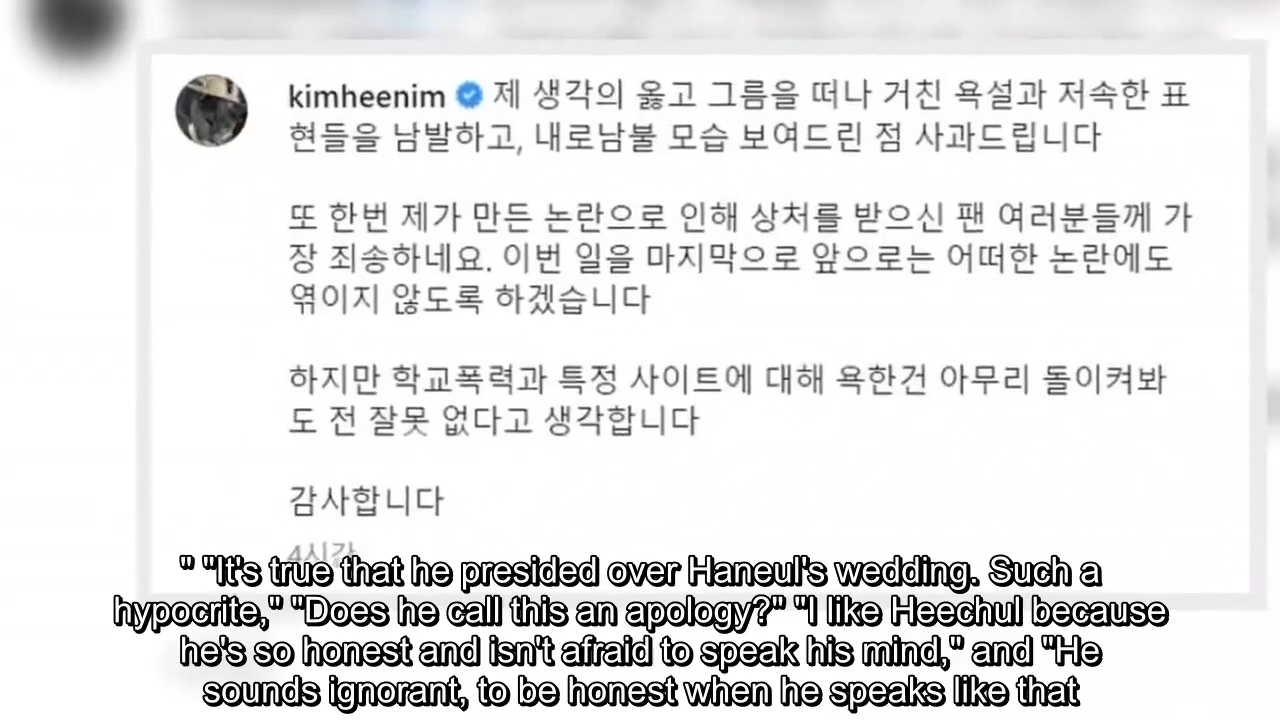 kimheenim 제 생각의 옳고 그름을 떠나 거친 욕설과 저속한 표
현들을 남발하고, 내로남불 모습 보여드린 점 사과드립니다
또 한번 제가 만든 논란으로 인해 상처를 받으신 팬 여러분들께 가
장 죄송하네요. 이번 일을 마지막으로 앞으로는 어떠한 논란에도
엮이지 않도록 하겠습니다
하지만 학교폭력과 특정 사이트에 대해 욕한건 아무리 돌이켜봐
도 전 잘못 없다고 생각합니다
감사합니다
4시간
" "It's true that he presided over Haneul's wedding. Such a
hypocrite," "Does he call this an apology?" "I like Heechul because
he's so honest and isn't afraid to speak his mind," and "He
sounds ignorant, to be honest when he speaks like that